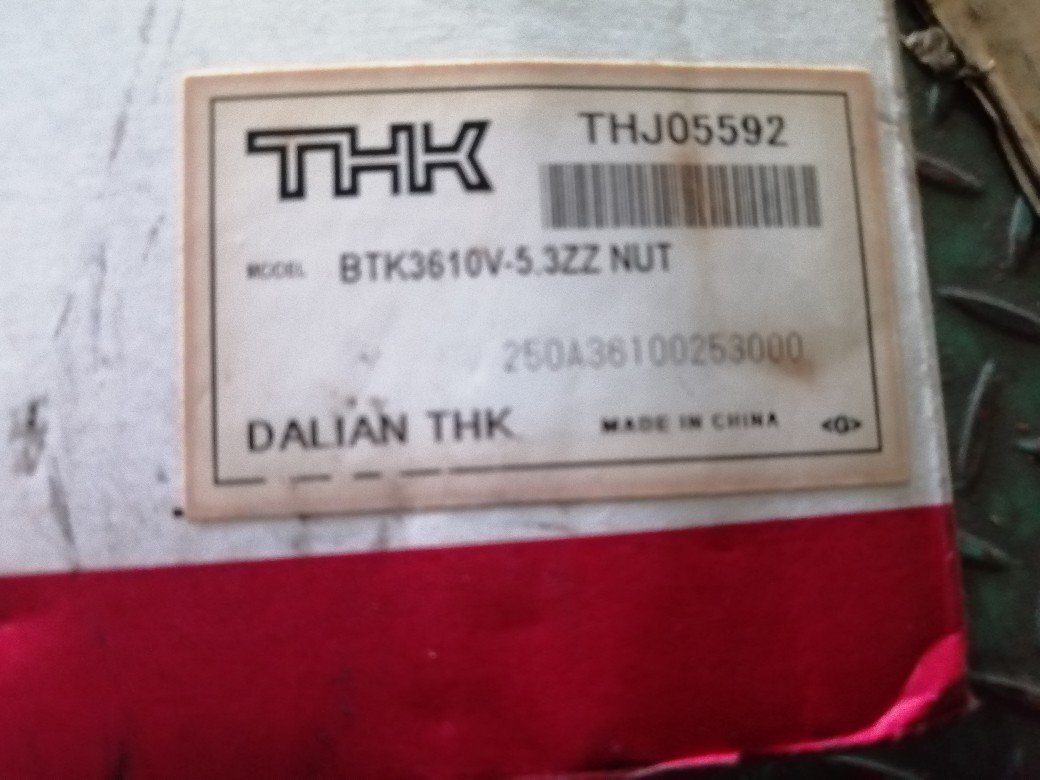 THK
THJ05592
MODEL BTK3610V-5.3ZZ NUT
250A36100253000
DALIAN THK
MADE IN CHINA <G>